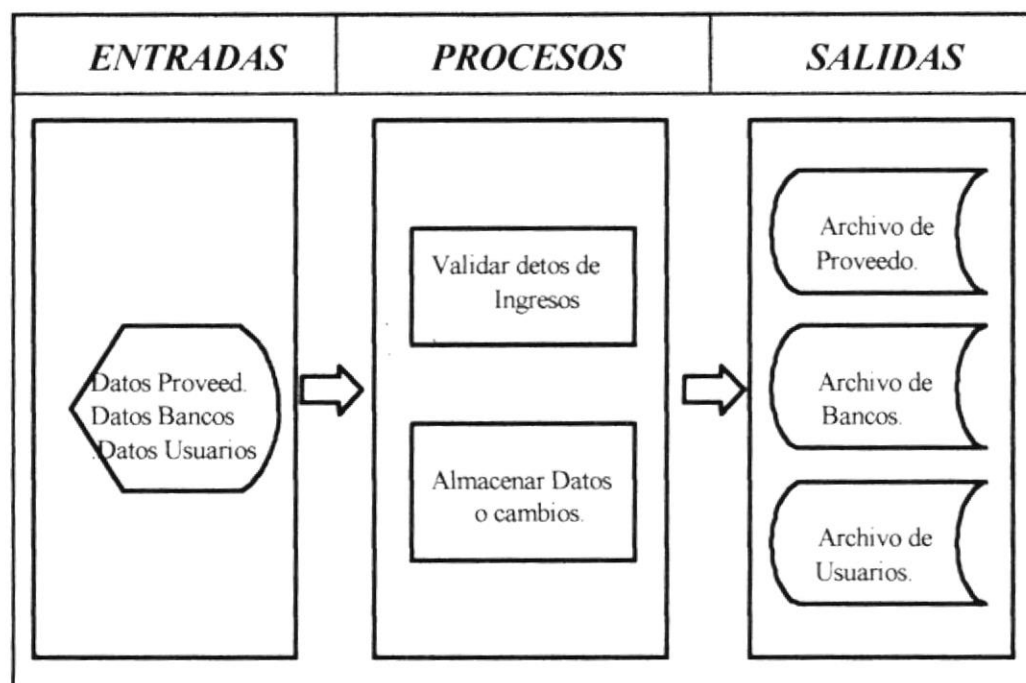 ENTRADAS
PROCESOS
SALIDAS
Datos Proveed.
Datos Bancos
.Datos Usuarios
Validar detos de
Ingresos
Almacenar Datos
o cambios.
Archivo de
Proveedo.
Archivo de
Bancos.
Archivo de
Usuarios.